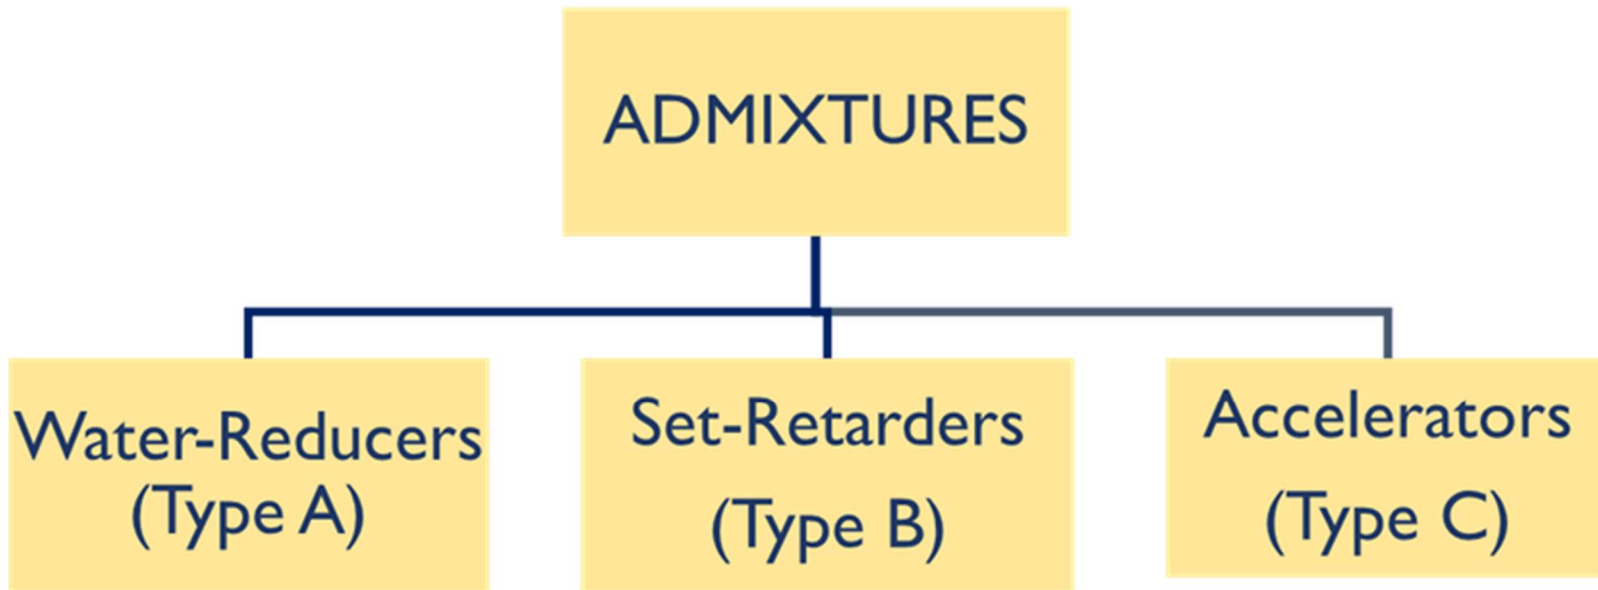 ADMIXTURES
Water-Reducers
(Type A)
Set-Retarders
(Type B)
Accelerators
(Type C)